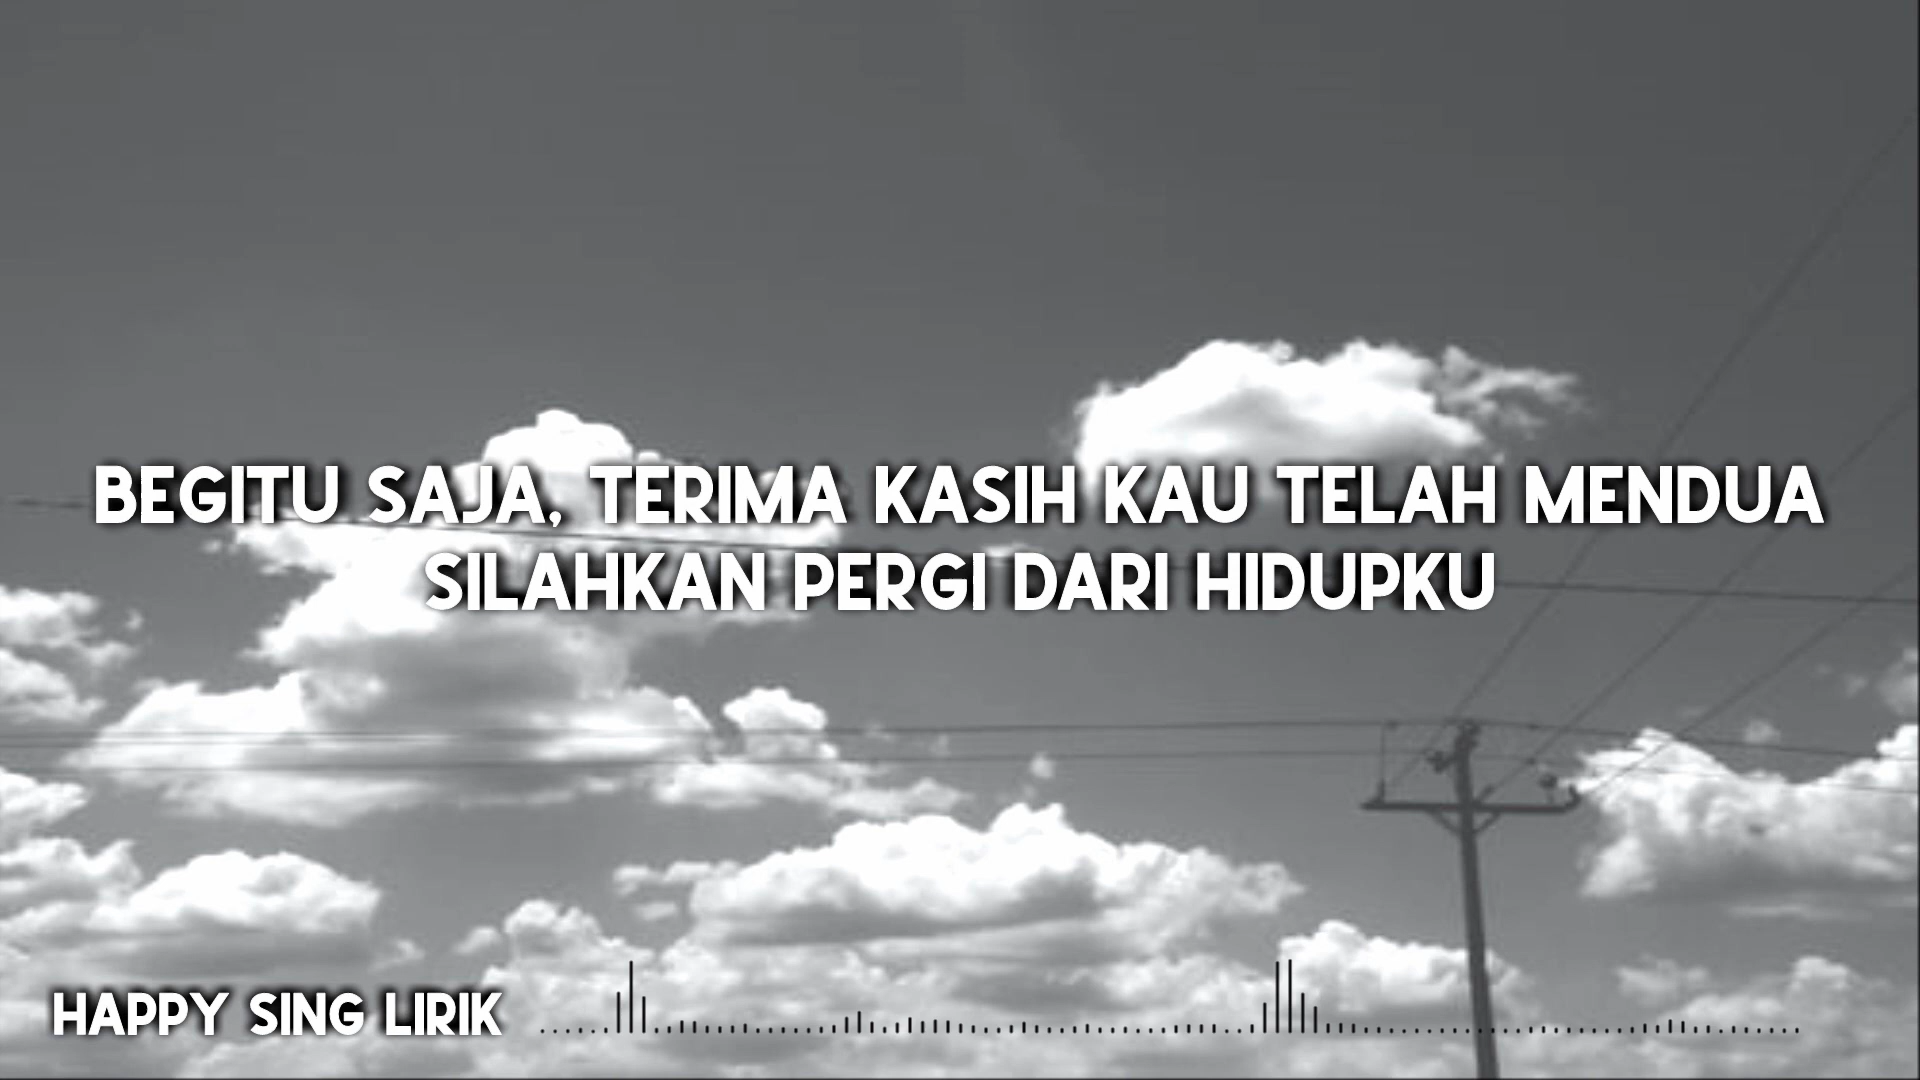 BEGITU SAJA, TERIMA KASIH KAU TELAH MENDUA
SILAHKAN PERGI DARI HIDUPKU
HAPPY SING LIRIK